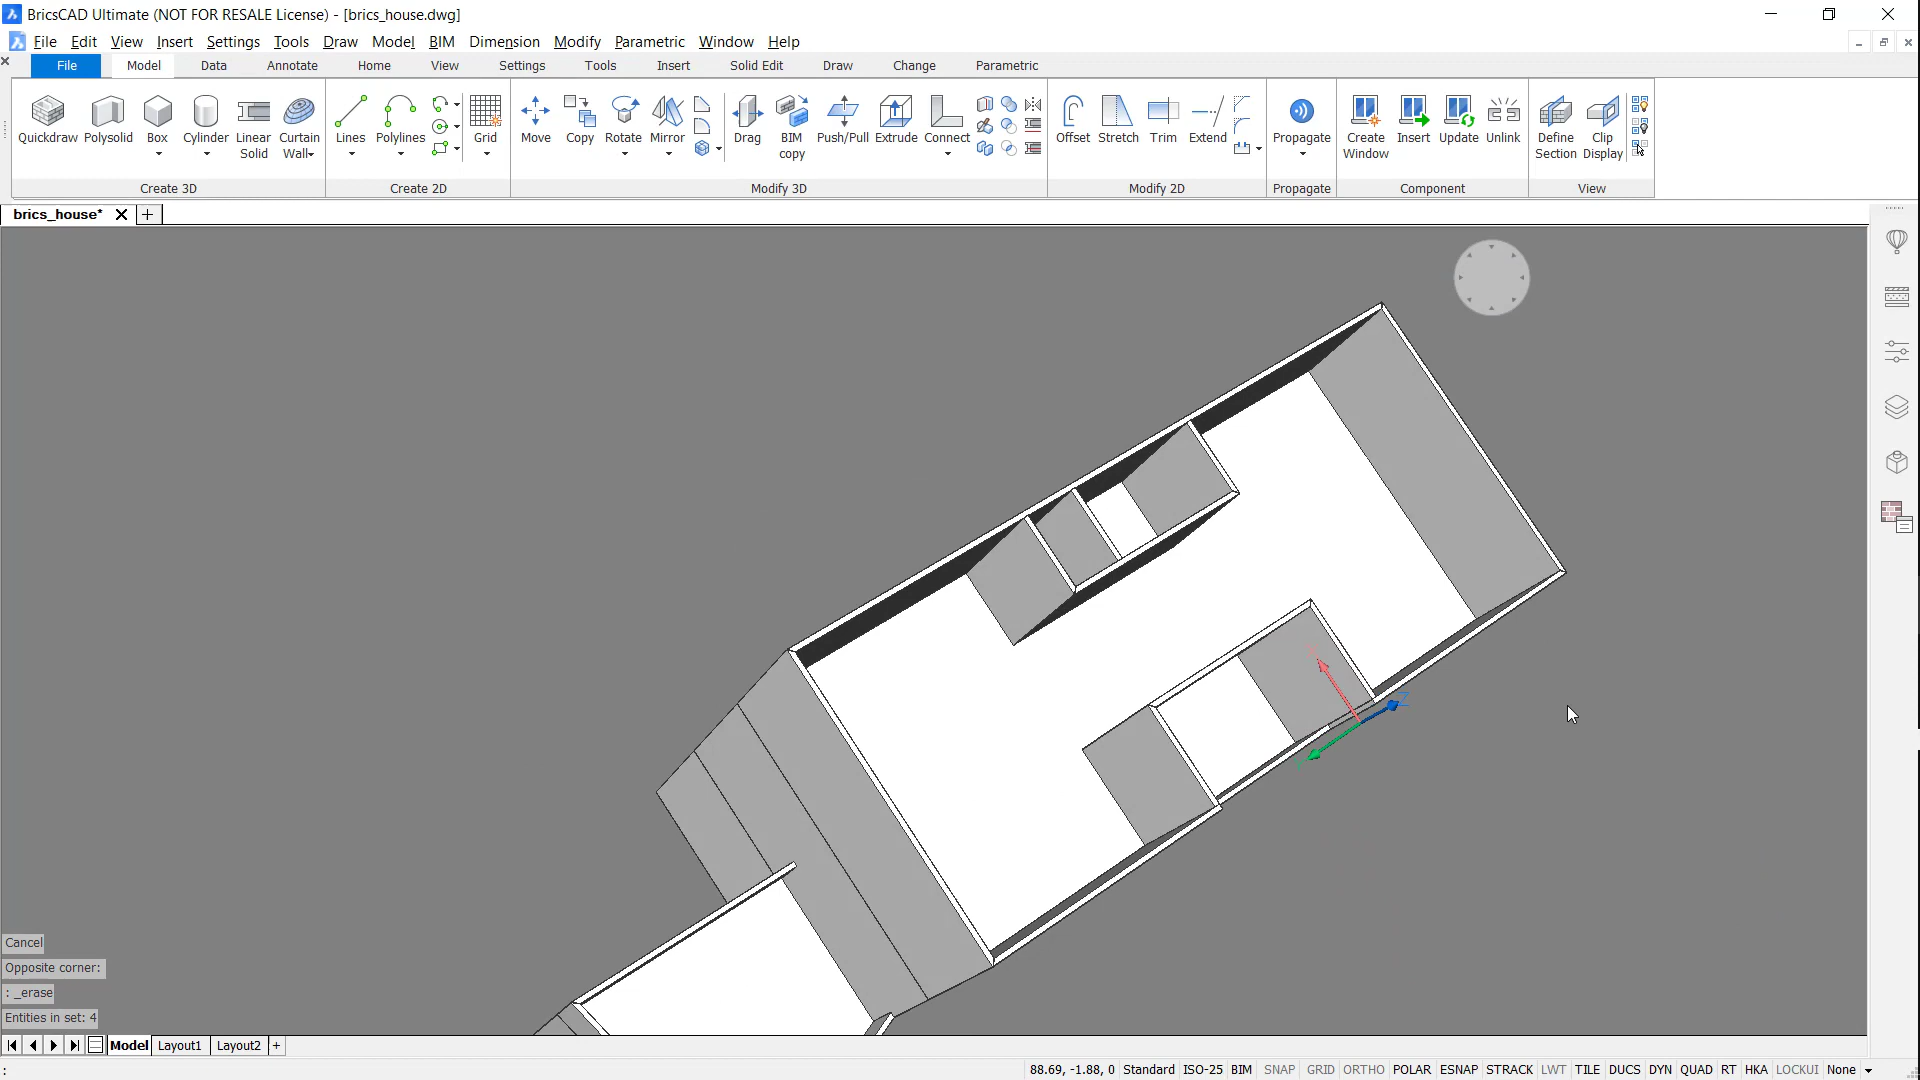 BricsCAD Ultimate (NOT FOR RESALE License) - [brics_house.dwg]
File Edit View Insert Settings Tools Draw Model BIM Dimension Modify Parametric Window Help
File Model Data Annotate Home View Settings Tools Insert Solid Edit Draw Change Parametric
Quickdraw Polysolid Box Cylinder Linear Solid Curtain Wall
Lines Polylines Grid
Move Copy Rotate Mirror Drag BIM copy Push/Pull Extrude Connect
Offset Stretch Trim Extend
Propagate
Create Window Insert Update Unlink
Define Section Clip Display
Create 3D Create 2D Modify 3D Modify 2D Propagate Component View
brics_house*
Z
Cancel
Opposite corner:
: _erase
Entities in set: 4
Model Layout1 Layout2 +
: 88.69, -1.88, 0 Standard ISO-25 BIM SNAP GRID ORTHO POLAR ESNAP STRACK LWT TILE DUCS DYN QUAD RT HKA LOCKUI None